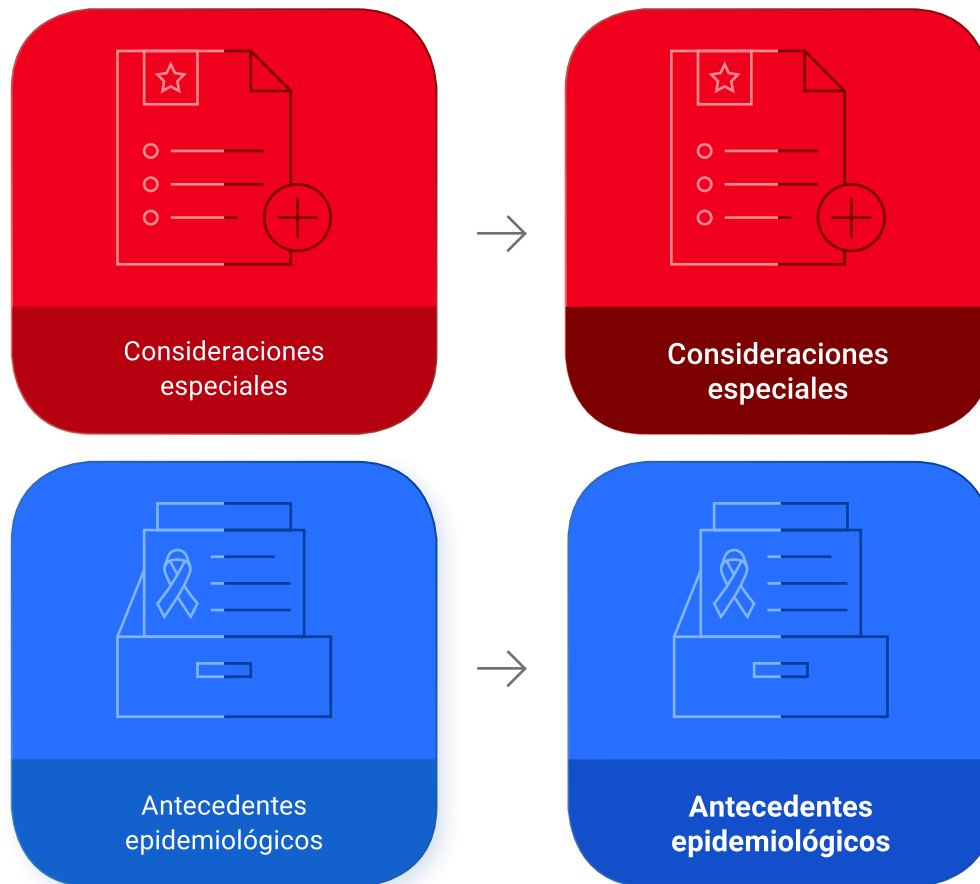 Consideraciones
especiales
Consideraciones
especiales
Antecedentes
epidemiológicos
Antecedentes
epidemiológicos